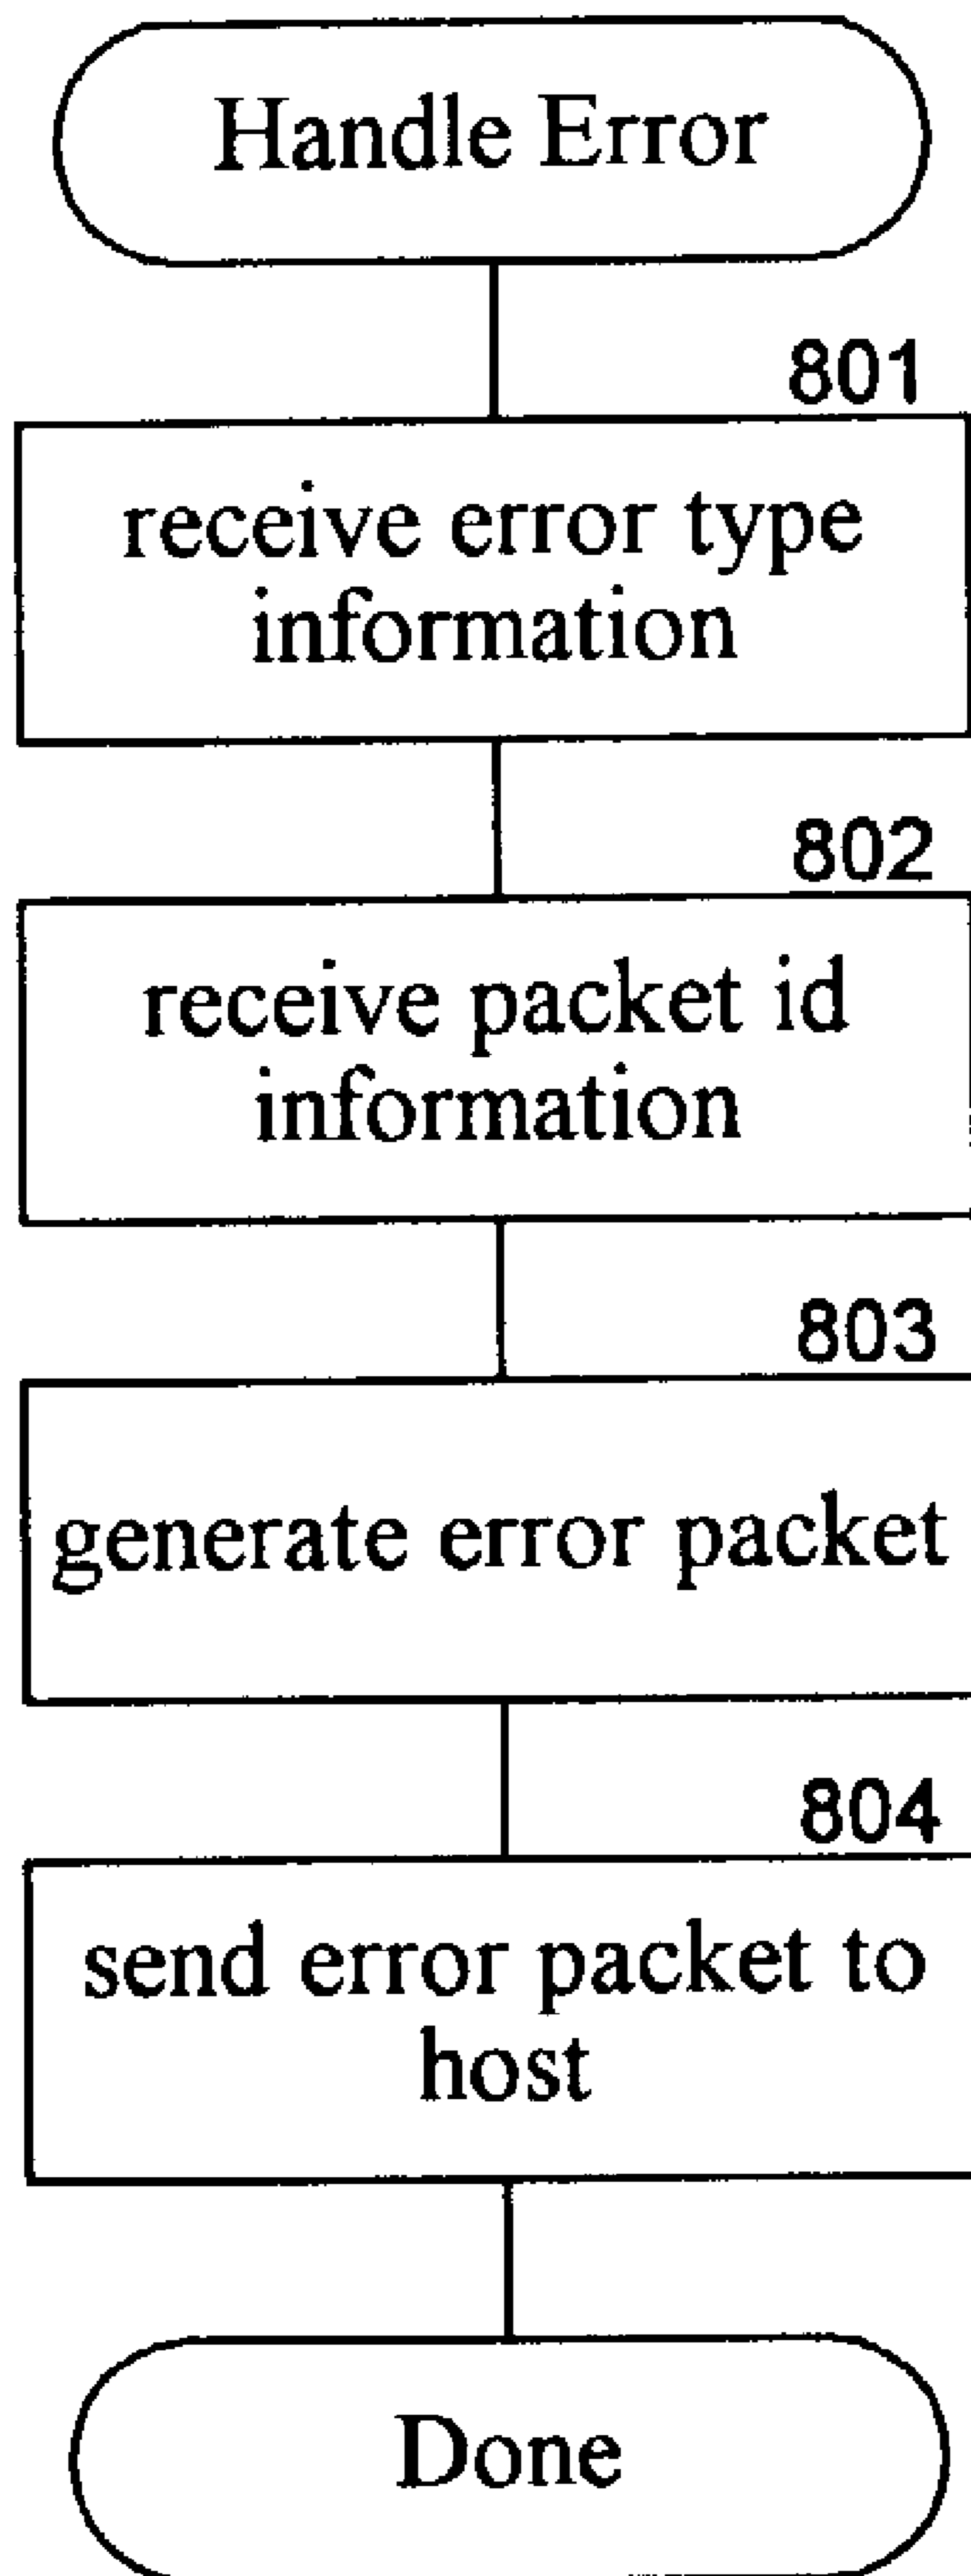 Handle Error
801
receive error type
information
802
receive packet id
information
803
generate error packet
804
send error packet to
host
Done